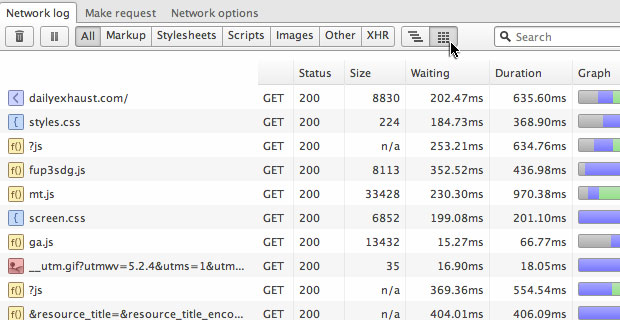 Network log Make request Network options
All Markup Stylesheets Scripts Images Other XHR Search
Status Size Waiting Duration Graph
dailyexhaust.com/ GET 200 8830 202.47ms 635.60ms
styles.css GET 200 224 184.73ms 368.90ms
f() ?js GET 200 n/a 253.21ms 634.76ms
f() fup3sdg.js GET 200 8113 352.52ms 436.98ms
f() mt.js GET 200 33428 230.30ms 970.38ms
screen.css GET 200 6852 199.08ms 201.10ms
f() ga.js GET 200 13432 15.27ms 66.77ms
__utm.gif?utmwv=5.2.4&utms=1&utm... GET 200 35 16.90ms 18.05ms
f() ?js GET 200 n/a 369.36ms 554.54ms
f() &resource_title=&resource_title_enco... GET 200 n/a 404.01ms 406.09ms